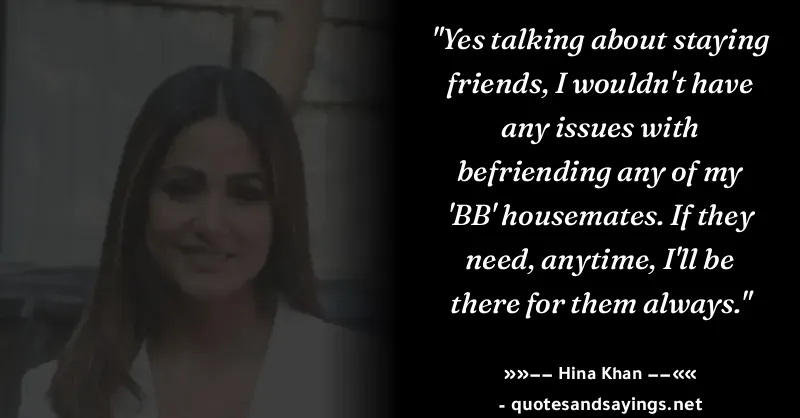 "Yes talking about staying
friends, I wouldn't have
any issues with
befriending any of my
'BB' housemates. If they
need, anytime, I'll be
there for them always."
»»−− Hina Khan −−««
- quotesandsayings.net